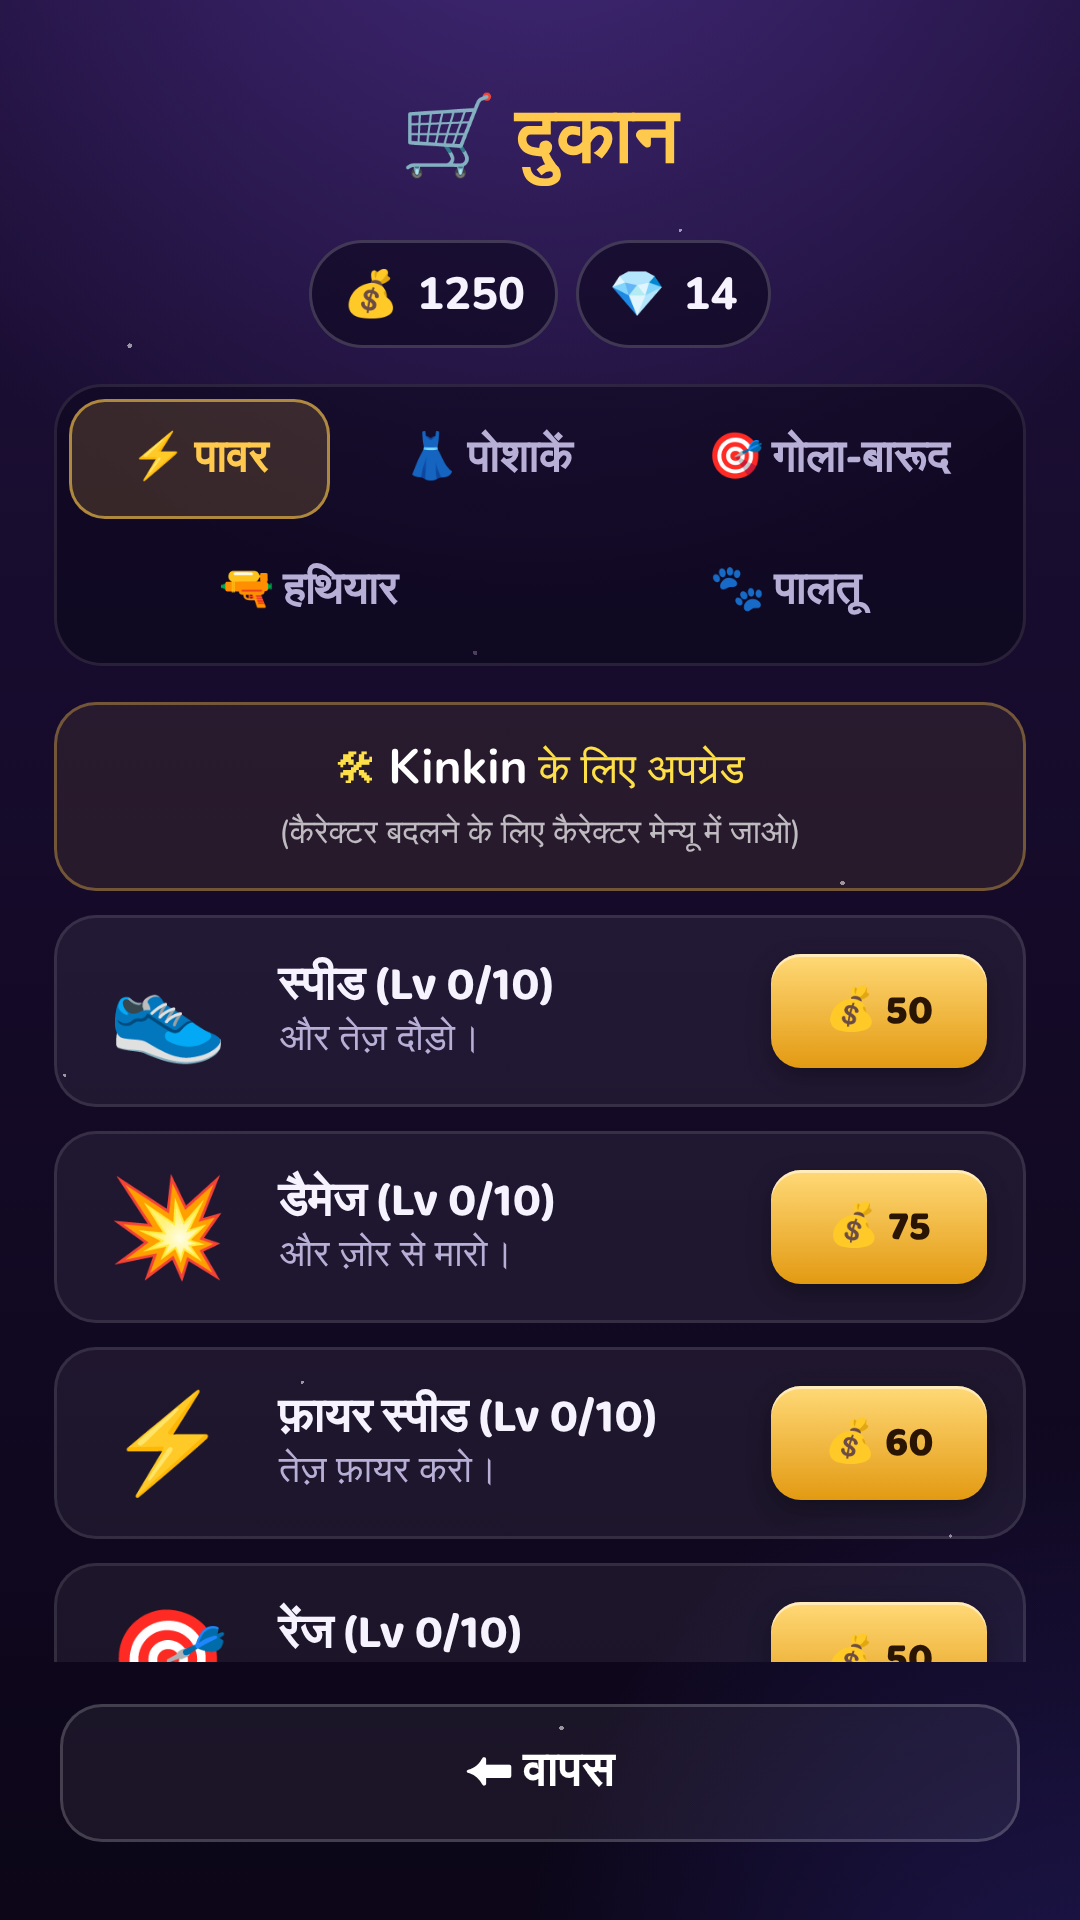 दुकान
1250 14
पावर पोशाकें गोला-बारूद
हथियार पालतू
Kinkin के लिए अपग्रेड
(कैरेक्टर बदलने के लिए कैरेक्टर मेन्यू में जाओ)
स्पीड (Lv 0/10)
और तेज़ दौड़ो।
50
डैमेज (Lv 0/10)
और ज़ोर से मारो।
75
फ़ायर स्पीड (Lv 0/10)
तेज़ फ़ायर करो।
60
रेंज (Lv 0/10)
50
वापस